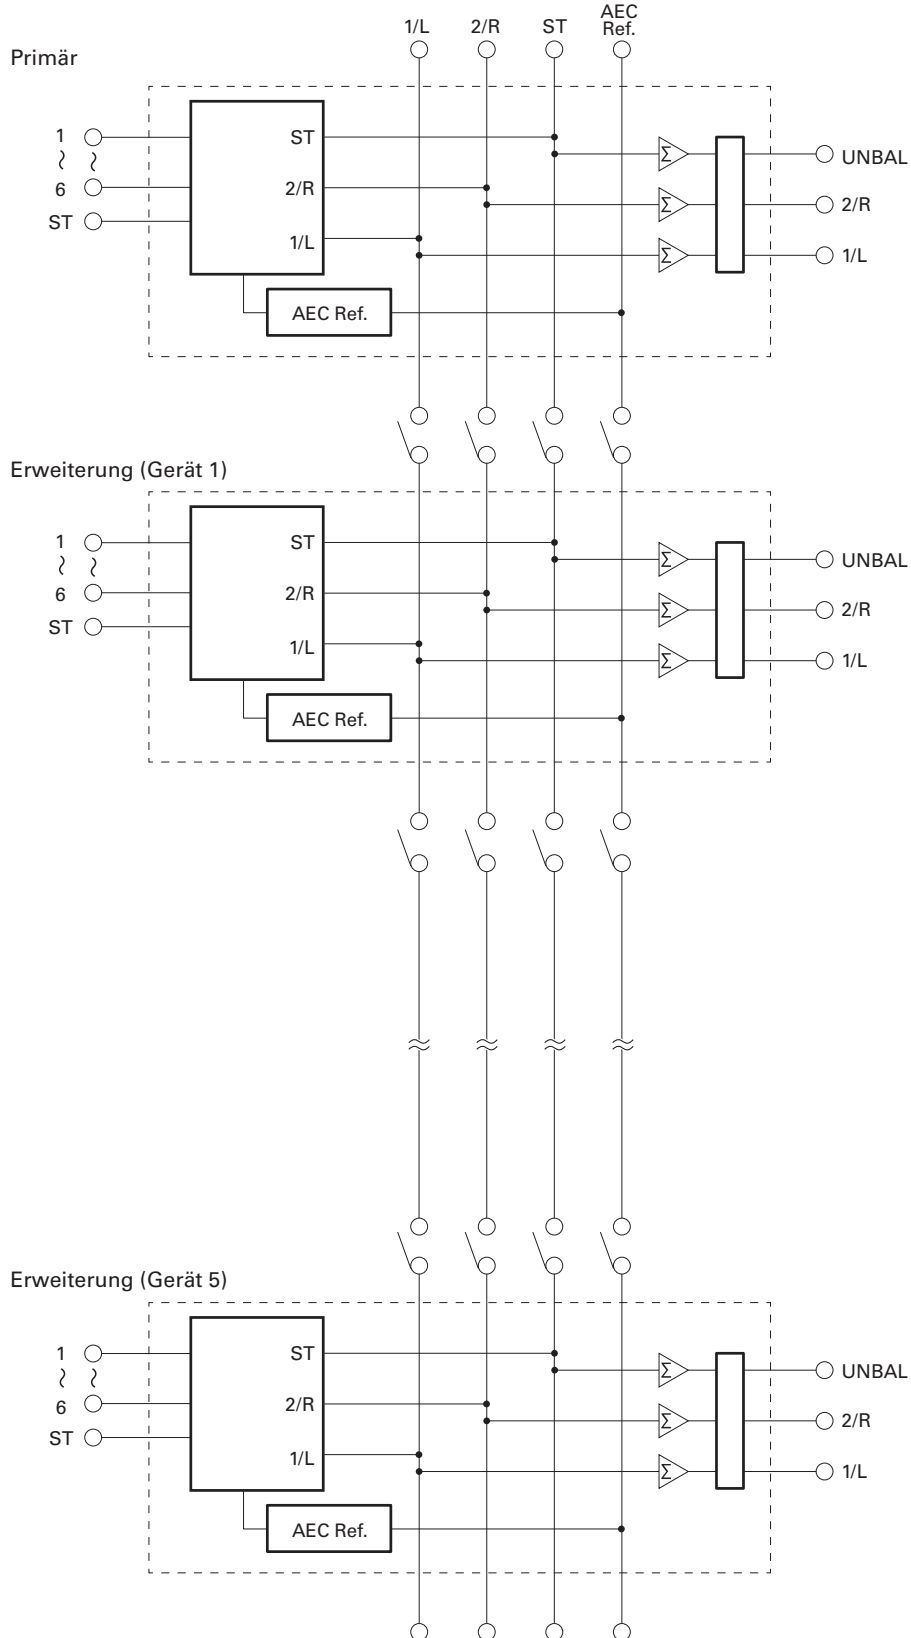 1/L 2/R ST AEC Ref.
Primär
1 ST
≀ ≀ UNBAL
6 2/R 2/R
ST
1/L 1/L
AEC Ref.
Σ
Σ
Σ
Erweiterung (Gerät 1)
1 ST
≀ ≀ UNBAL
6 2/R 2/R
ST
1/L 1/L
AEC Ref.
Σ
Σ
Σ
Erweiterung (Gerät 5)
1 ST
≀ ≀ UNBAL
6 2/R 2/R
ST
1/L 1/L
AEC Ref.
Σ
Σ
Σ